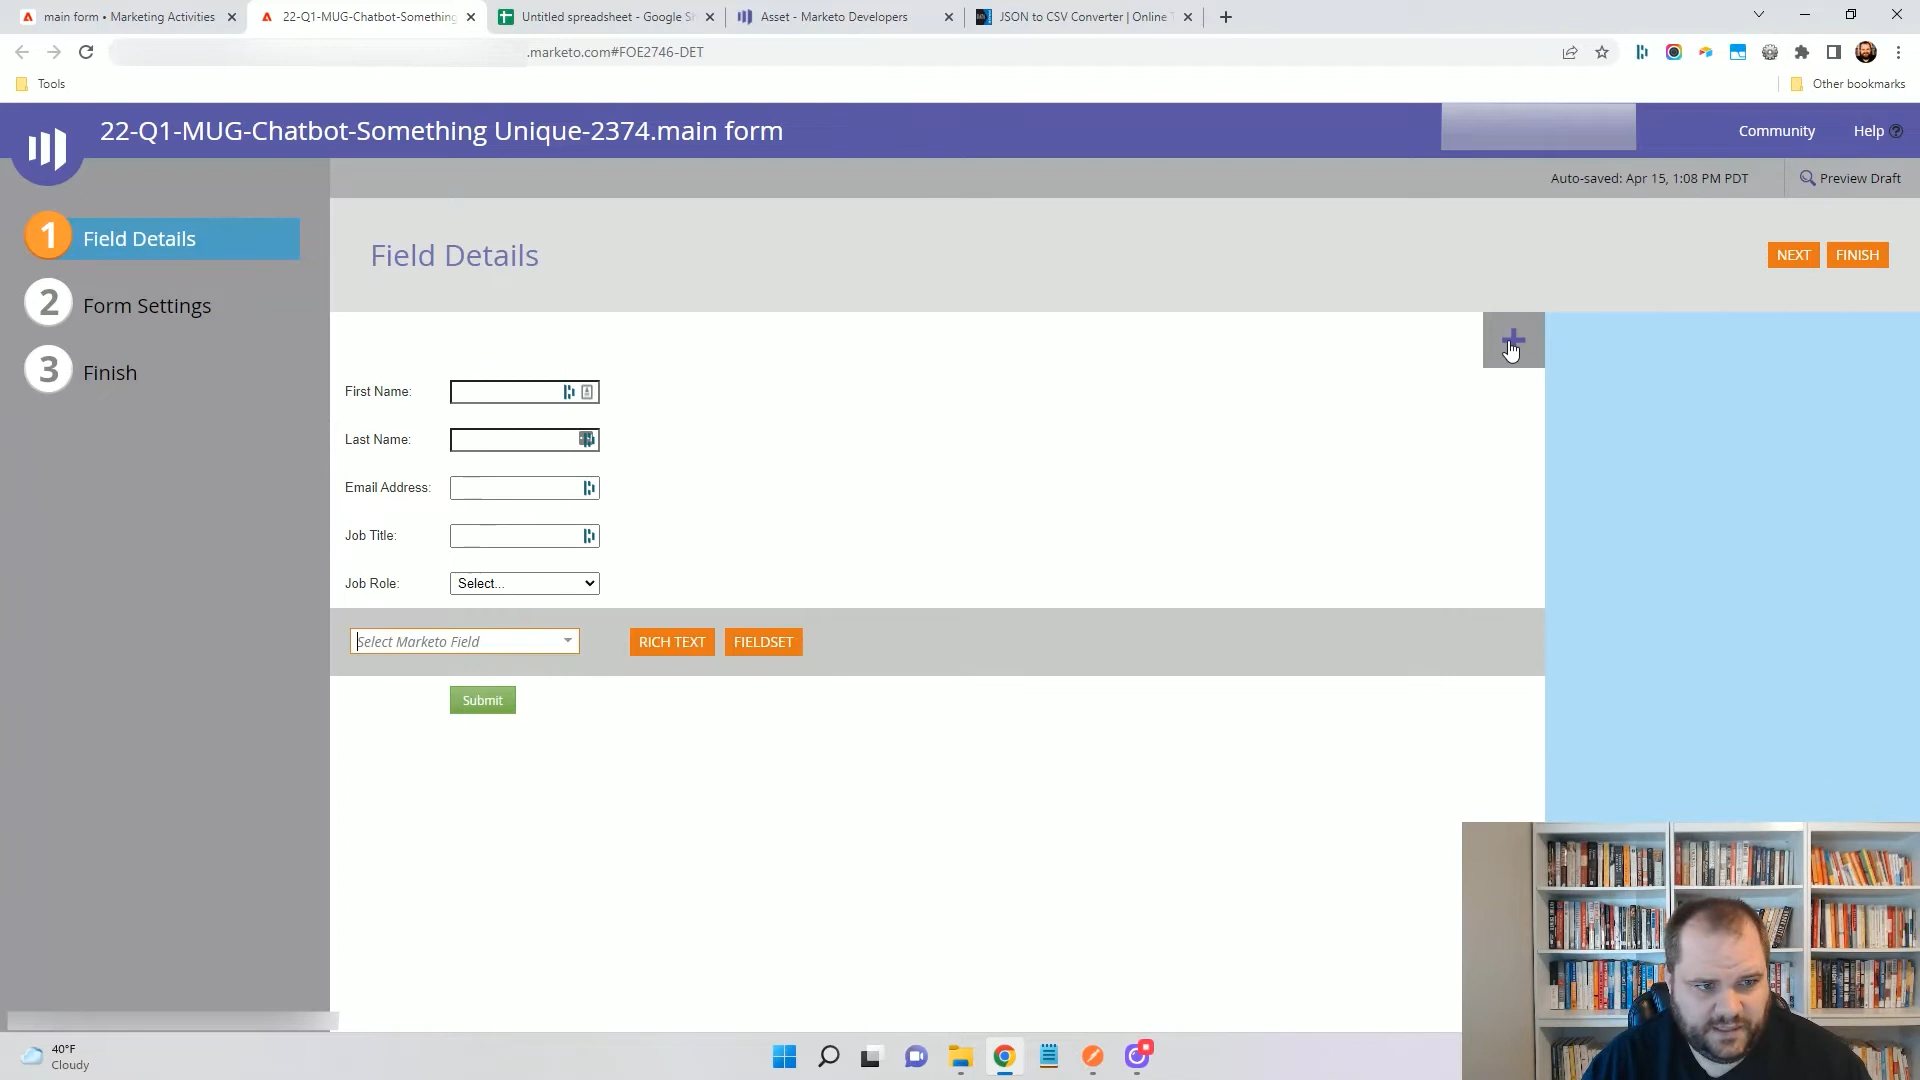 main form • Marketing Activities
22-Q1-MUG-Chatbot-Something
Untitled spreadsheet - Google S
Asset - Marketo Developers
JSON to CSV Converter | Online T
.marketo.com#FOE2746-DET
Tools
Other bookmarks
22-Q1-MUG-Chatbot-Something Unique-2374.main form
Community
Help
Auto-saved: Apr 15, 1:08 PM PDT
Preview Draft
1 Field Details
Field Details
NEXT
FINISH
2 Form Settings
3 Finish
First Name:
Last Name:
Email Address:
Job Title:
Job Role:
Select...
Select Marketo Field
RICH TEXT
FIELDSET
Submit
40°F
Cloudy